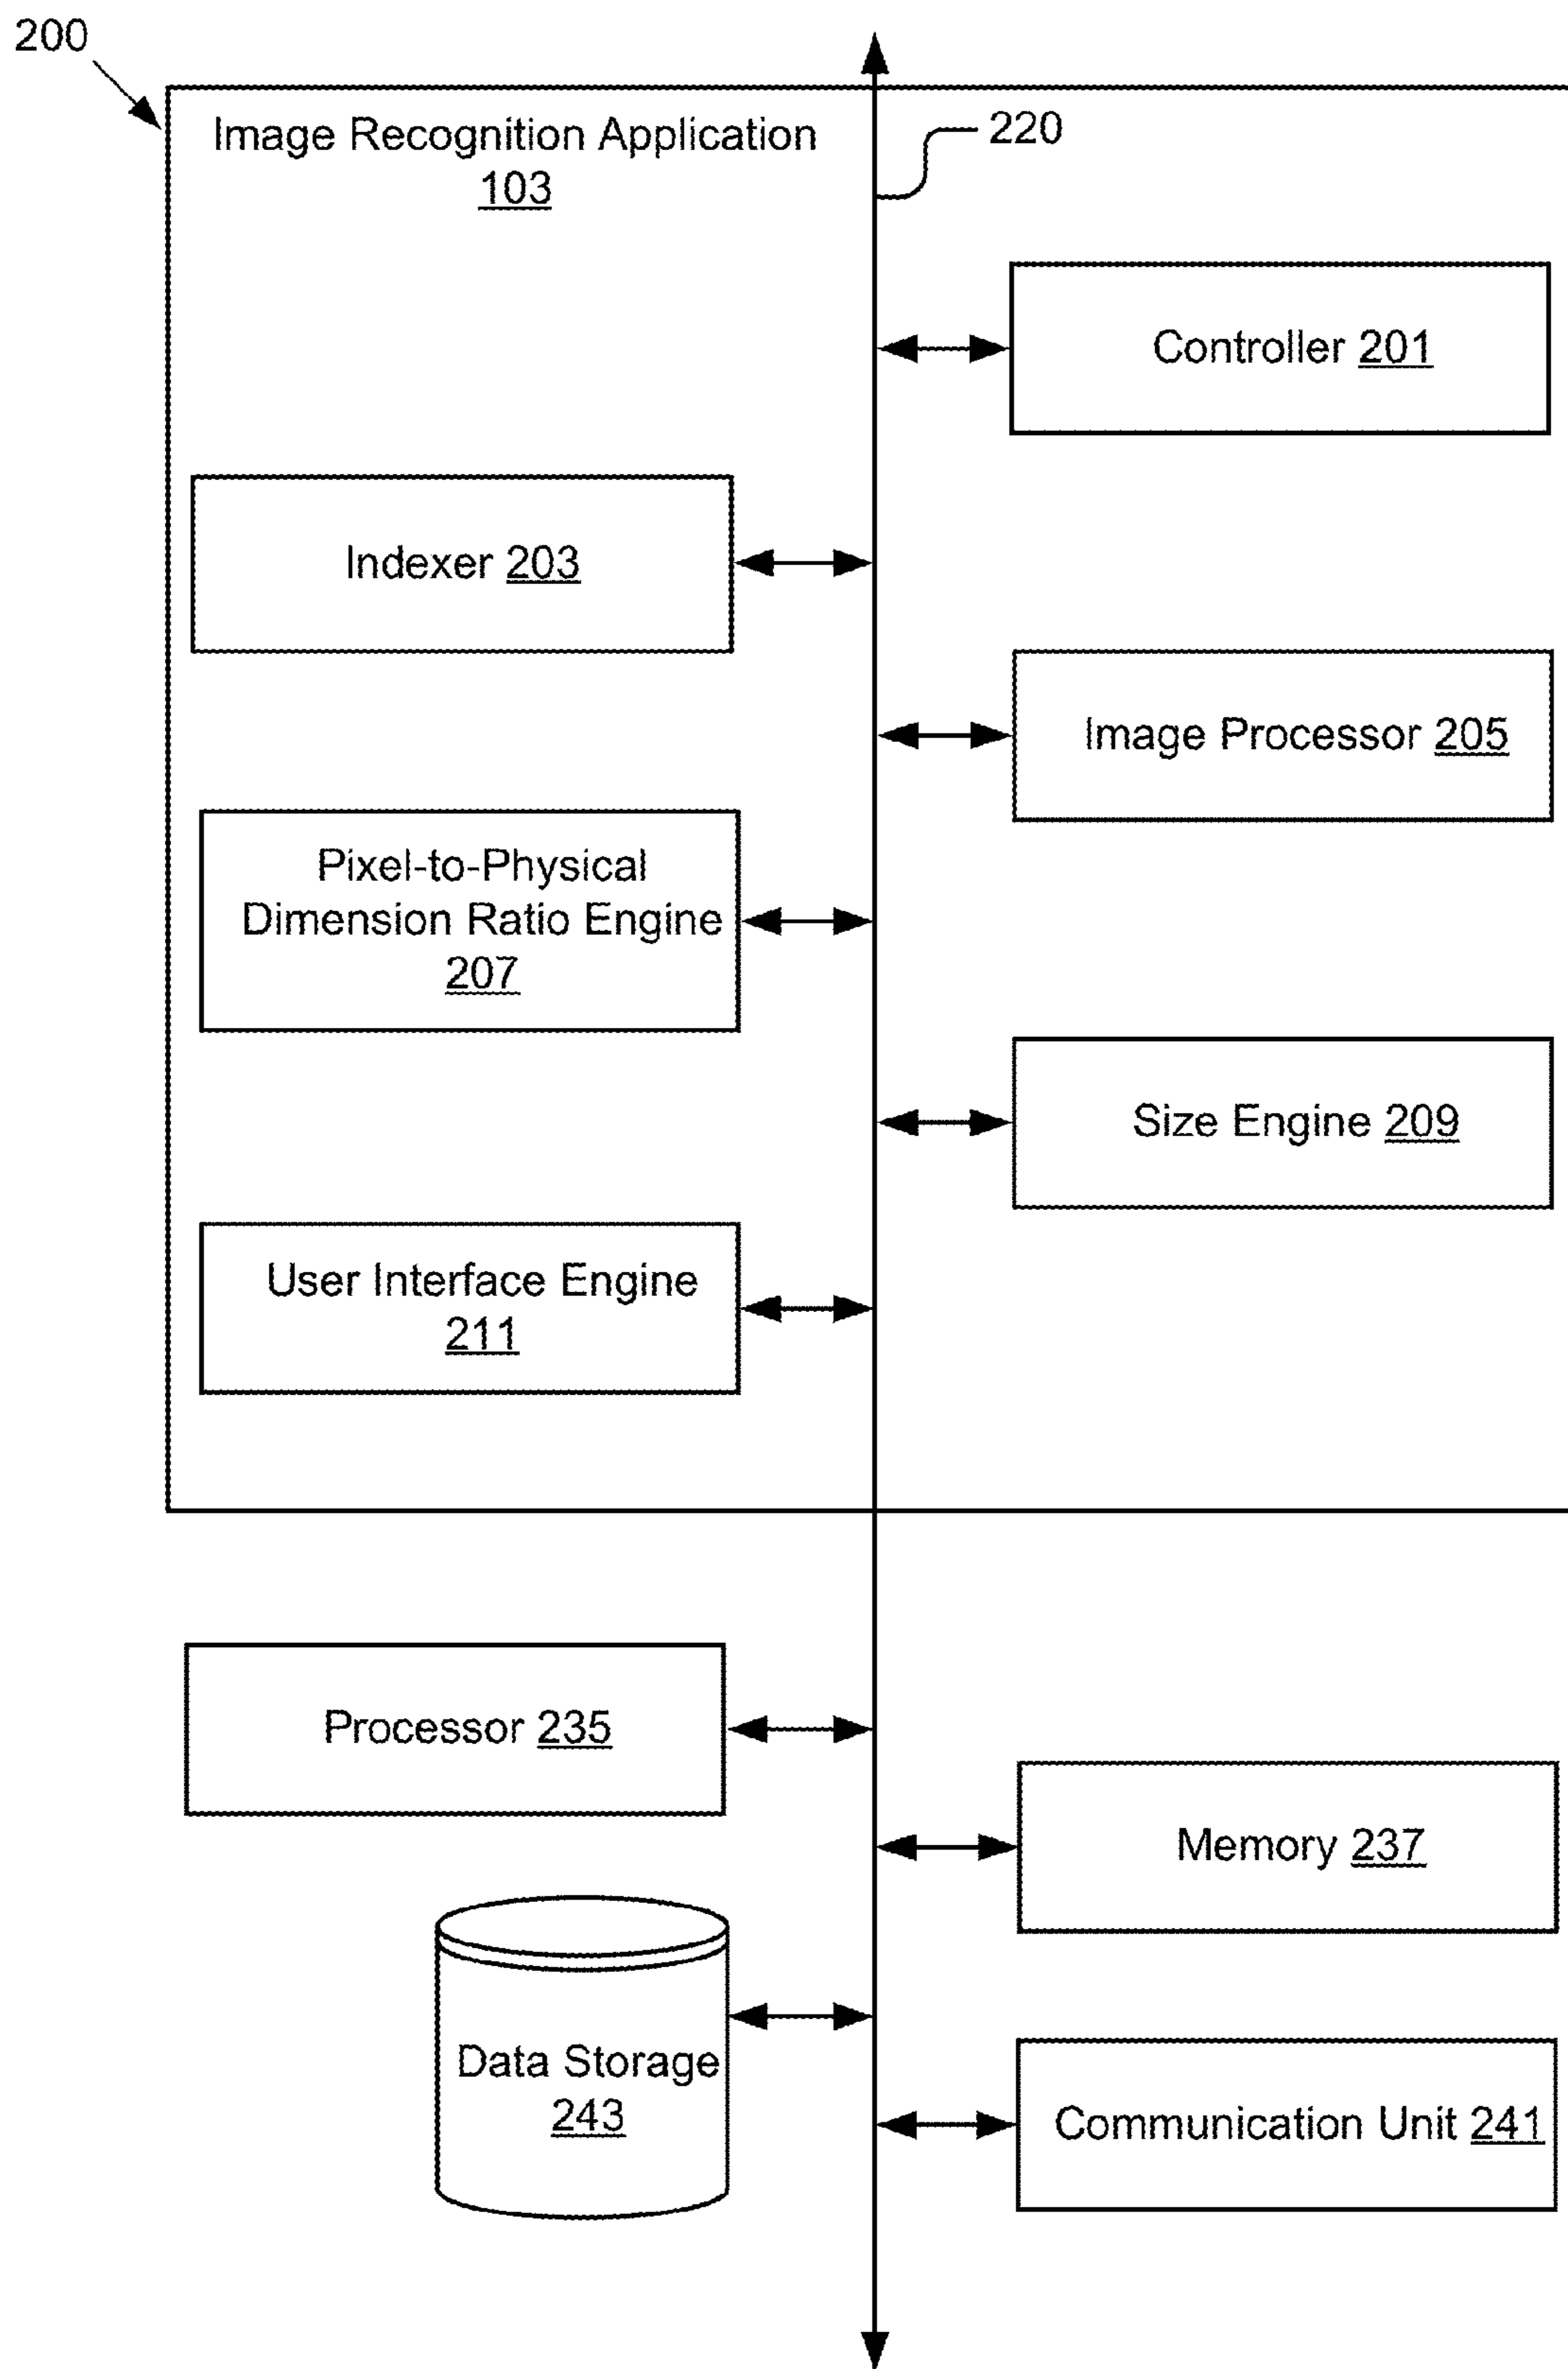 200
Image Recognition Application
103
220
Controller 201
Indexer 203
Image Processor 205
Pixel-to-Physical
Dimension Ratio Engine
207
Size Engine 209
User Interface Engine
211
Processor 235
Memory 237
Data Storage
243
Communication Unit 241